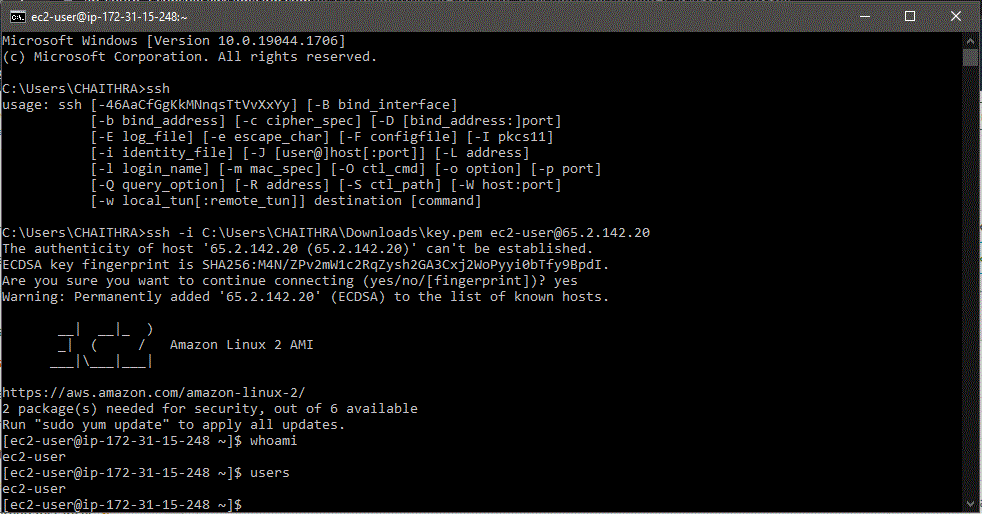 ec2-user@ip-172-31-15-248:~
Microsoft Windows [Version 10.0.19044.1706]
(c) Microsoft Corporation. All rights reserved.
C:\Users\CHAITHRA>ssh
usage: ssh [-46AaCfGgKkMNnqsTtVvXxYy] [-B bind_interface]
           [-b bind_address] [-c cipher_spec] [-D [bind_address:]port]
           [-E log_file] [-e escape_char] [-F configfile] [-I pkcs11]
           [-i identity_file] [-J [user@]host[:port]] [-L address]
           [-l login_name] [-m mac_spec] [-O ctl_cmd] [-o option] [-p port]
           [-Q query_option] [-R address] [-S ctl_path] [-W host:port]
           [-w local_tun[:remote_tun]] destination [command]
C:\Users\CHAITHRA>ssh -i C:\Users\CHAITHRA\Downloads\key.pem ec2-user@65.2.142.20
The authenticity of host '65.2.142.20 (65.2.142.20)' can't be established.
ECDSA key fingerprint is SHA256:M4N/ZPv2mW1c2RqZysh2GA3Cxj2WoPyyi0bTfy9BpdI.
Are you sure you want to continue connecting (yes/no/[fingerprint])? yes
Warning: Permanently added '65.2.142.20' (ECDSA) to the list of known hosts.
       __|  __|_  )
       _|  (     /   Amazon Linux 2 AMI
      ___|\___|___|
https://aws.amazon.com/amazon-linux-2/
2 package(s) needed for security, out of 6 available
Run "sudo yum update" to apply all updates.
[ec2-user@ip-172-31-15-248 ~]$ whoami
ec2-user
[ec2-user@ip-172-31-15-248 ~]$ users
ec2-user
[ec2-user@ip-172-31-15-248 ~]$